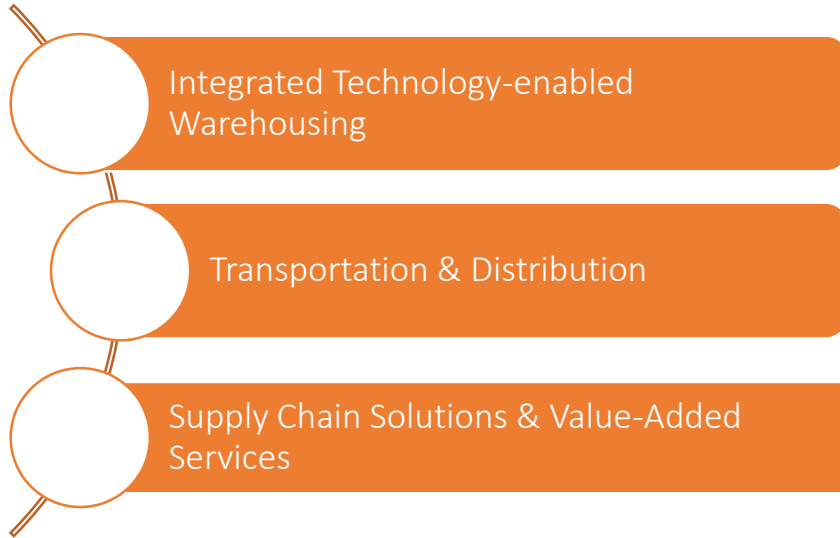 Integrated Technology-enabled
Warehousing
Transportation & Distribution
Supply Chain Solutions & Value-Added
Services